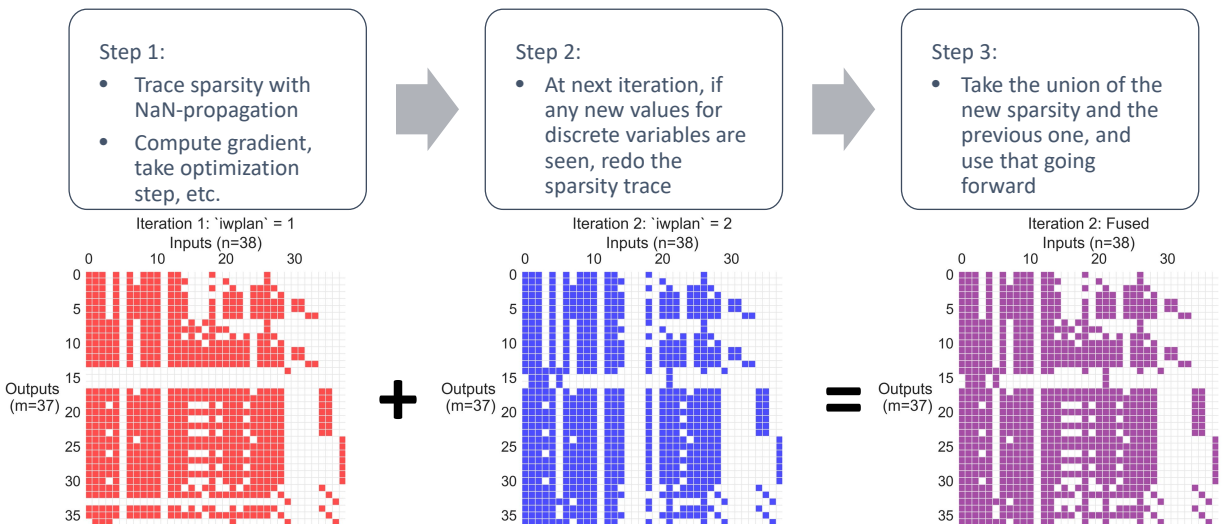 Step 1:
• Trace sparsity with
NaN-propagation
• Compute gradient,
take optimization
step, etc.
Step 2:
• At next iteration, if
any new values for
discrete variables are
seen, redo the
sparsity trace
Step 3:
• Take the union of the
new sparsity and the
previous one, and
use that going
forward
Iteration 1: `iwplan` = 1
Inputs (n=38)
0 10 20 30
0
5
10
15
20
25
30
35
Outputs
(m=37)
+
Iteration 2: `iwplan` = 2
Inputs (n=38)
0 10 20 30
0
5
10
15
20
25
30
35
Outputs
(m=37)
=
Iteration 2: Fused
Inputs (n=38)
0 10 20 30
0
5
10
15
20
25
30
35
Outputs
(m=37)